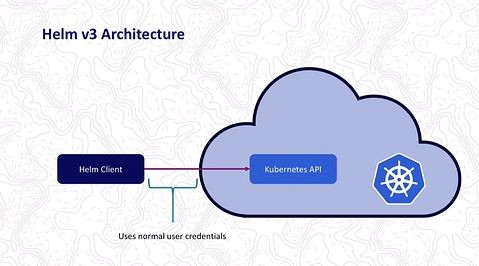 Helm v3 Architecture
Helm Client
Kubernetes API
Uses normal user credentials